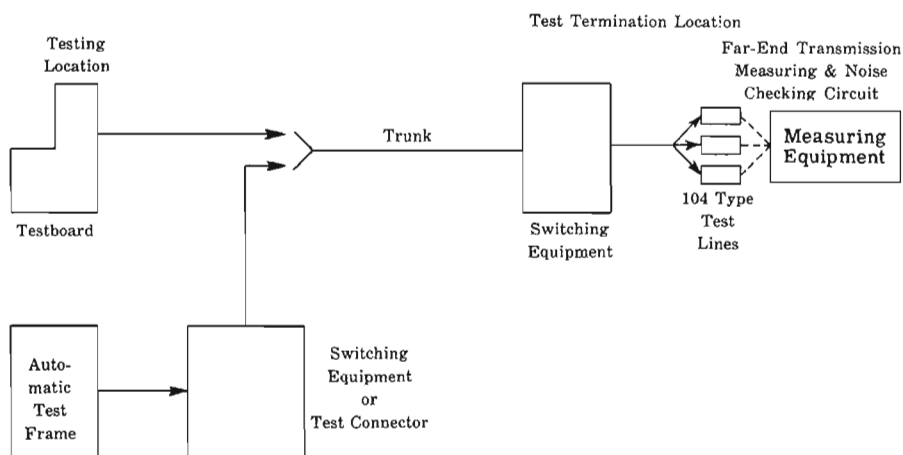 Test Termination Location
Testing
Location
Far-End Transmission
Measuring & Noise
Checking Circuit
Trunk
Measuring
Equipment
Testboard
Switching
Equipment
104 Type
Test
Lines
Auto-
matic
Test
Frame
Switching
Equipment
or
Test Connector